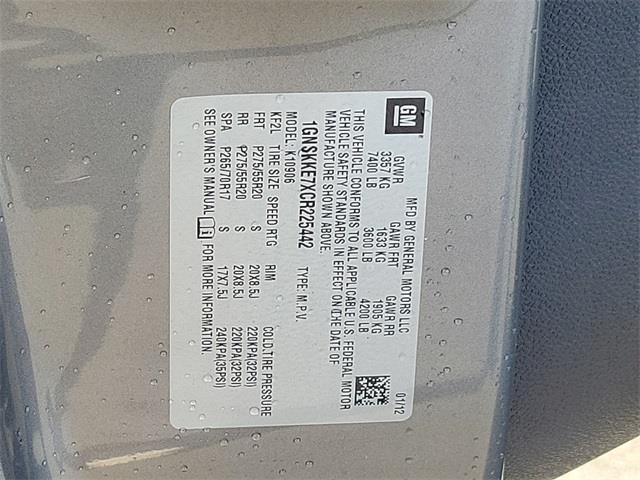 GM
MFD BY GENERAL MOTORS LLC 01/12
GVWR GAWR FRT GAWR RR
3357 KG 1633 KG 1905 KG
7400 LB 3600 LB 4200 LB
THIS VEHICLE CONFORMS TO ALL APPLICABLE U.S. FEDERAL MOTOR
VEHICLE SAFETY STANDARDS IN EFFECT ON THE DATE OF
MANUFACTURE SHOWN ABOVE.
1GNSKKE7XCR225442 TYPE: M.P.V.
MODEL: K10906
KF2L TIRE SIZE SPEED RTG RIM COLD TIRE PRESSURE
FRT P275/55R20 S 20X8.5J 220KPA(32PSI)
RR P275/55R20 S 20X8.5J 220KPA(32PSI)
SPA P265/70R17 S 17X7.5J 240KPA(35PSI)
SEE OWNER'S MANUAL FOR MORE INFORMATION